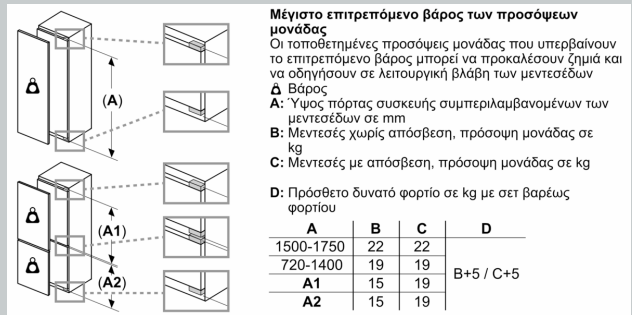 Μέγιστο επιτρεπόμενο βάρος των προσόψεων
μονάδας
Οι τοποθετημένες προσόψεις μονάδας που υπερβαίνουν
το επιτρεπόμενο βάρος μπορεί να προκαλέσουν ζημιά και
να οδηγήσουν σε λειτουργική βλάβη των μεντεσέδων
Βάρος
A: Ύψος πόρτας συσκευής συμπεριλαμβανομένων των
μεντεσέδων σε mm
B: Μεντεσές χωρίς απόσβεση, πρόσοψη μονάδας σε
kg
C: Μεντεσές με απόσβεση, πρόσοψη μονάδας σε kg
D: Πρόσθετο δυνατό φορτίο σε kg με σετ βαρέως
φορτίου
A B C D
1500-1750 22 22
720-1400 19 19
B+5 / C+5
A1 15 19
A2 15 19
(A)
(A1)
(A2)